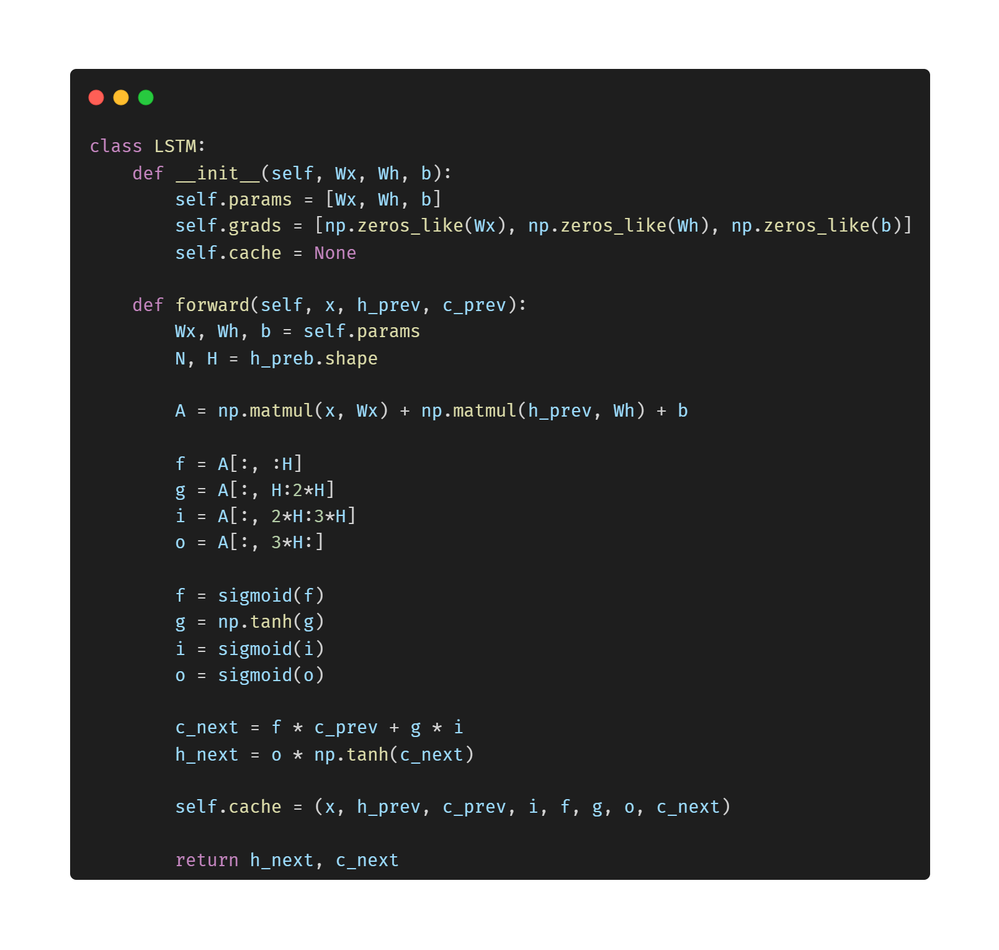 class LSTM:
    def __init__(self, Wx, Wh, b):
        self.params = [Wx, Wh, b]
        self.grads = [np.zeros_like(Wx), np.zeros_like(Wh), np.zeros_like(b)]
        self.cache = None

    def forward(self, x, h_prev, c_prev):
        Wx, Wh, b = self.params
        N, H = h_preb.shape

        A = np.matmul(x, Wx) + np.matmul(h_prev, Wh) + b

        f = A[:, :H]
        g = A[:, H:2*H]
        i = A[:, 2*H:3*H]
        o = A[:, 3*H:]

        f = sigmoid(f)
        g = np.tanh(g)
        i = sigmoid(i)
        o = sigmoid(o)

        c_next = f * c_prev + g * i
        h_next = o * np.tanh(c_next)

        self.cache = (x, h_prev, c_prev, i, f, g, o, c_next)

        return h_next, c_next